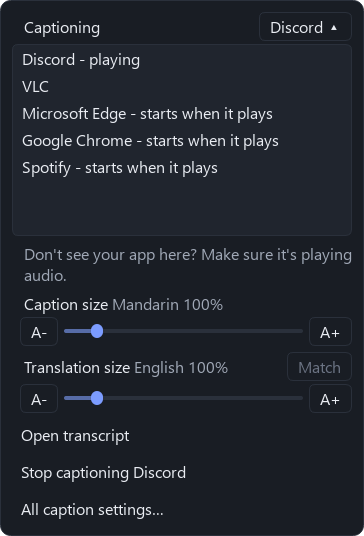 Captioning
Discord ▲
Discord - playing
VLC
Microsoft Edge - starts when it plays
Google Chrome - starts when it plays
Spotify - starts when it plays
Don't see your app here? Make sure it's playing
audio.
Caption size Mandarin 100%
A- A+
Translation size English 100% Match
A- A+
Open transcript
Stop captioning Discord
All caption settings...